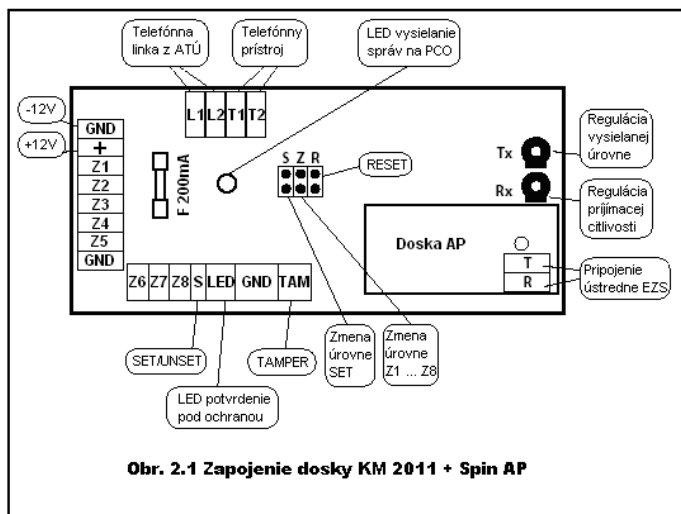 Telefónna
linka z ATÚ
Telefónny
prístroj
LED vysielanie
správ na PCO
L1 L2 T1 T2
-12V
+12V
GND
+
Z1
Z2
Z3
Z4
Z5
GND
F 200mA
S Z R
RESET
Tx
Rx
Regulácia
vysielanej
úrovne
Regulácia
príjímacej
citlivosti
Doska AP
T
R
Pripojenie
ústredne EZS
Z6 Z7 Z8 S LED GND TAM
SET/UNSET
LED potvrdenie
pod ochranou
TAMPER
Zmena
úrovne
SET
Zmena
úrovne
Z1 ... Z8
Obr. 2.1 Zapojenie dosky KM 2011 + Spin AP